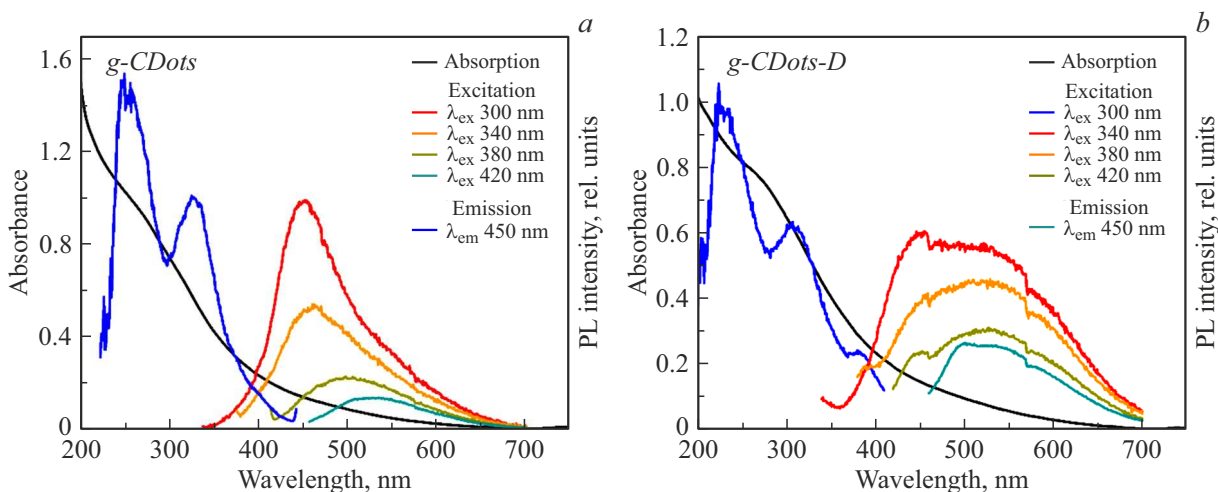 a
g-CDots
Absorption
Excitation
λex 300 nm
λex 340 nm
λex 380 nm
λex 420 nm
Emission
λem 450 nm
Absorbance
PL intensity, rel. units
1.6
1.2
0.8
0.4
0
200 300 400 500 600 700
Wavelength, nm
b
g-CDots-D
Absorption
Excitation
λex 300 nm
λex 340 nm
λex 380 nm
λex 420 nm
Emission
λem 450 nm
Absorbance
PL intensity, rel. units
1.2
1.0
0.8
0.6
0.4
0.2
0
200 300 400 500 600 700
Wavelength, nm